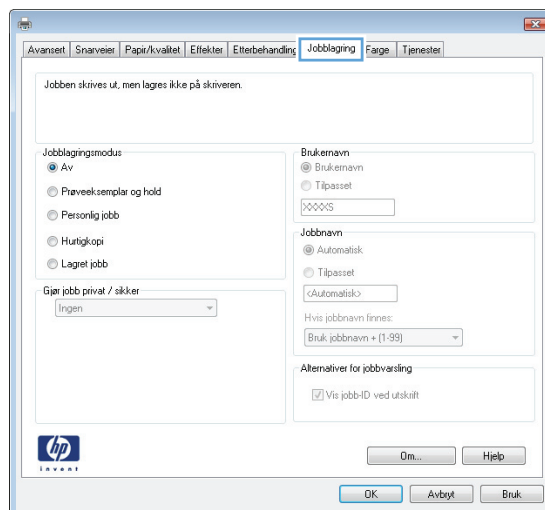 Avansert Snarveier Papir/kvalitet Effekter Etterbehandling Jobblagring Farge Tjenester
Jobben skrives ut, men lagres ikke på skriveren.
Jobblagringsmodus
Av
Prøveeksemplar og hold
Personlig jobb
Hurtigkopi
Lagret jobb
Gjør jobb privat / sikker
Ingen
Brukernavn
Brukernavn
Tilpasset
XXXXS
Jobbnavn
Automatisk
Tilpasset
<Automatisk>
Hvis jobbnavn finnes:
Bruk jobbnavn + (1-99)
Alternativer for jobbvarsling
Vis jobb-ID ved utskrift
hp
invent
Om... Hjelp
OK Avbryt Bruk